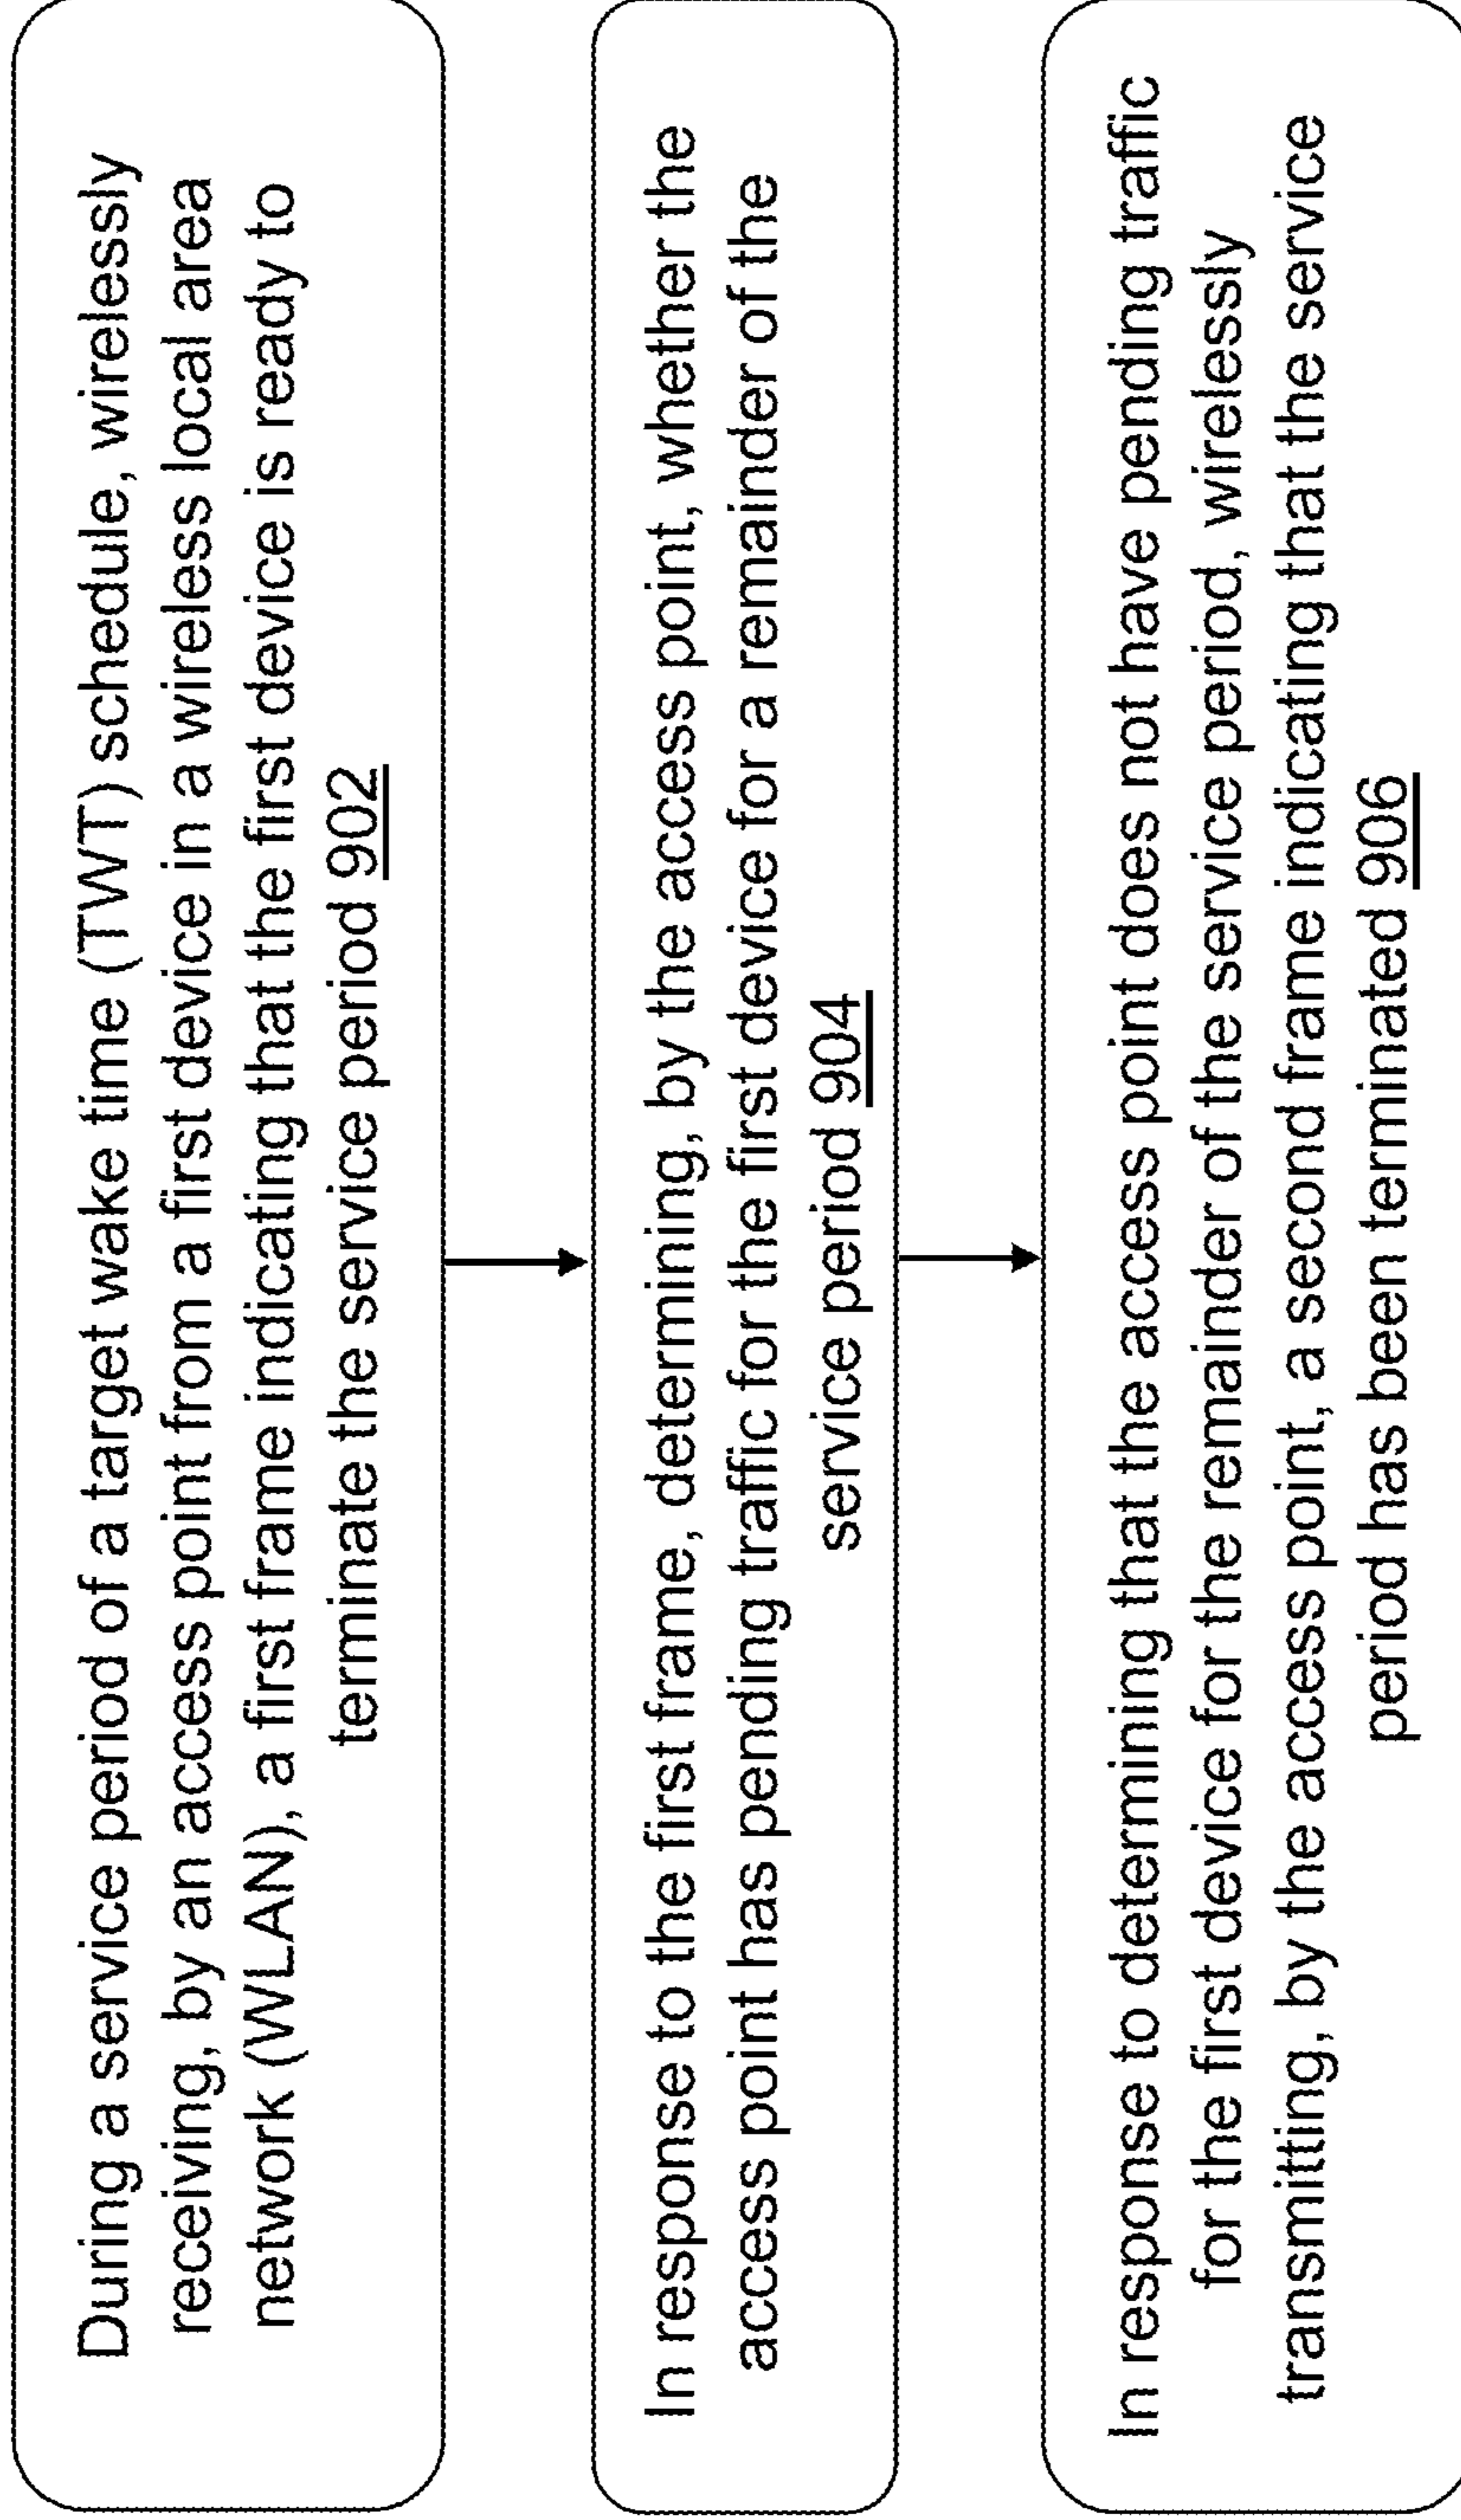 During a service period of a target wake time (TWT) schedule, wirelessly
receiving, by an access point from a first device in a wireless local area
network (WLAN), a first frame indicating that the first device is ready to
terminate the service period 902
In response to the first frame, determining, by the access point, whether the
access point has pending traffic for the first device for a remainder of the
service period 904
In response to determining that the access point does not have pending traffic
for the first device for the remainder of the service period, wirelessly
transmitting, by the access point, a second frame indicating that the service
period has been terminated 906